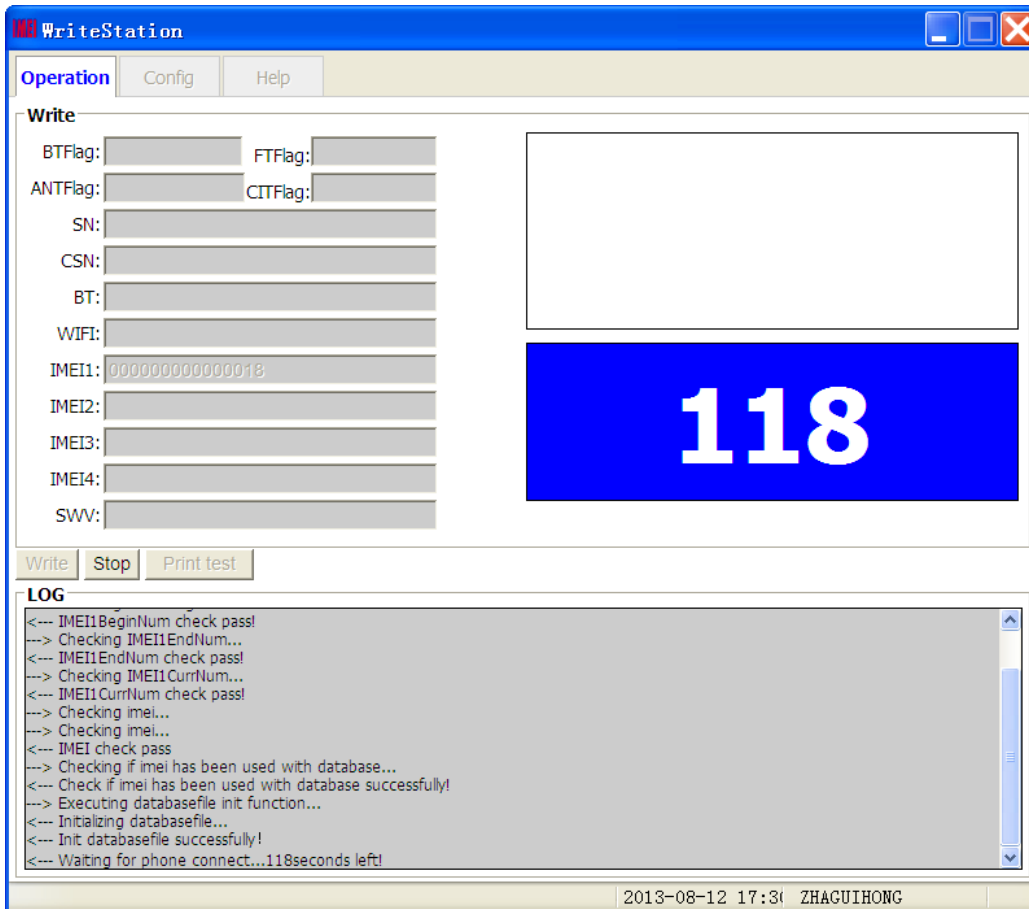 IMEI WriteStation
Operation Config Help
Write
BTFlag: FTFlag:
ANTFlag: CITFlag:
SN:
CSN:
BT:
WIFI:
IMEI1: 000000000000018
IMEI2:
IMEI3:
IMEI4:
SWV:
118
Write Stop Print test
LOG
<--- IMEI1BeginNum check pass!
---> Checking IMEI1EndNum...
<--- IMEI1EndNum check pass!
---> Checking IMEI1CurrNum...
<--- IMEI1CurrNum check pass!
---> Checking imei...
---> Checking imei...
<--- IMEI check pass
---> Checking if imei has been used with database...
<--- Check if imei has been used with database successfully!
---> Executing databasefile init function...
<--- Initializing databasefile...
<--- Init databasefile successfully!
<--- Waiting for phone connect...118seconds left!
2013-08-12 17:3 ZHAGUIHONG